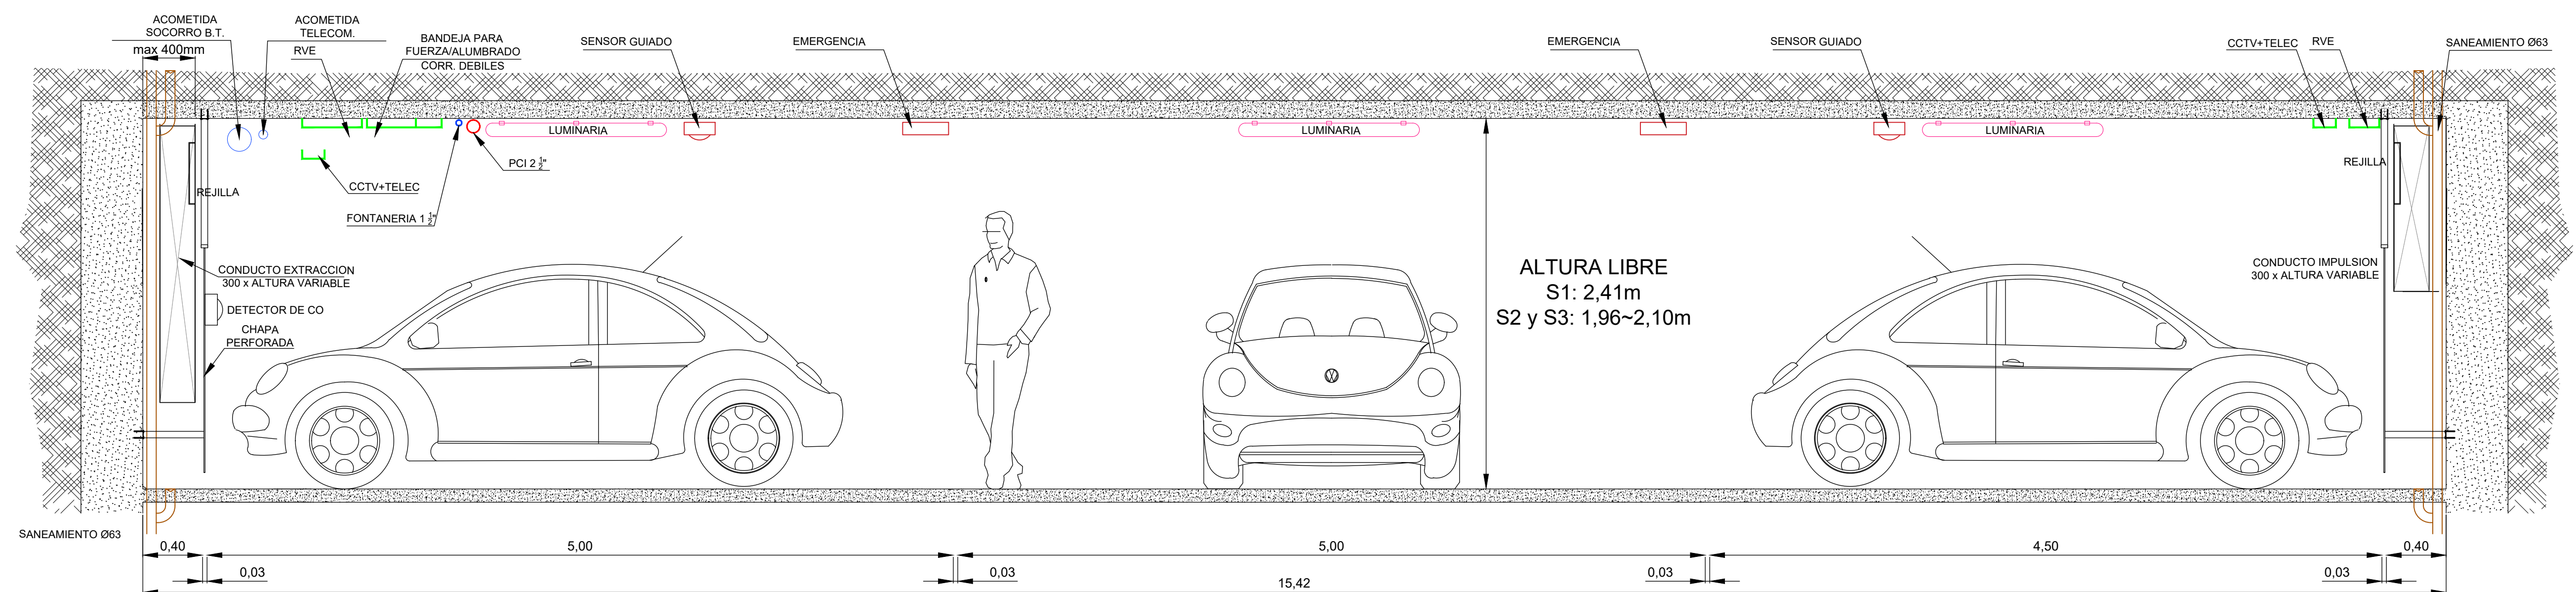 ACOMETIDA
SOCORRO B.T.
max 400mm
ACOMETIDA
TELECOM.
RVE
BANDEJA PARA
FUERZA/ALUMBRADO
CORR. DEBILES
SENSOR GUIADO
EMERGENCIA
EMERGENCIA
SENSOR GUIADO
CCTV+TELEC
RVE
SANEAMIENTO Ø63
LUMINARIA
LUMINARIA
LUMINARIA
PCI 2 ½"
REJILLA
REJILLA
CCTV+TELEC
FONTANERIA 1 ½"
CONDUCTO EXTRACCION
300 x ALTURA VARIABLE
DETECTOR DE CO
CHAPA
PERFORADA
ALTURA LIBRE
S1: 2,41m
S2 y S3: 1,96~2,10m
CONDUCTO IMPULSION
300 x ALTURA VARIABLE
SANEAMIENTO Ø63
0,40
5,00
5,00
4,50
0,40
0,03
0,03
0,03
0,03
15,42